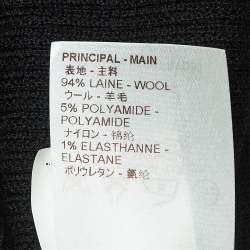 PRINCIPAL - MAIN
表地 - 主料
94% LAINE - WOOL
ウール - 羊毛
5% POLYAMIDE -
POLYAMIDE
ナイロン - 锦纶
1% ELASTHANNE -
ELASTANE
ポリウレタン - 氨纶